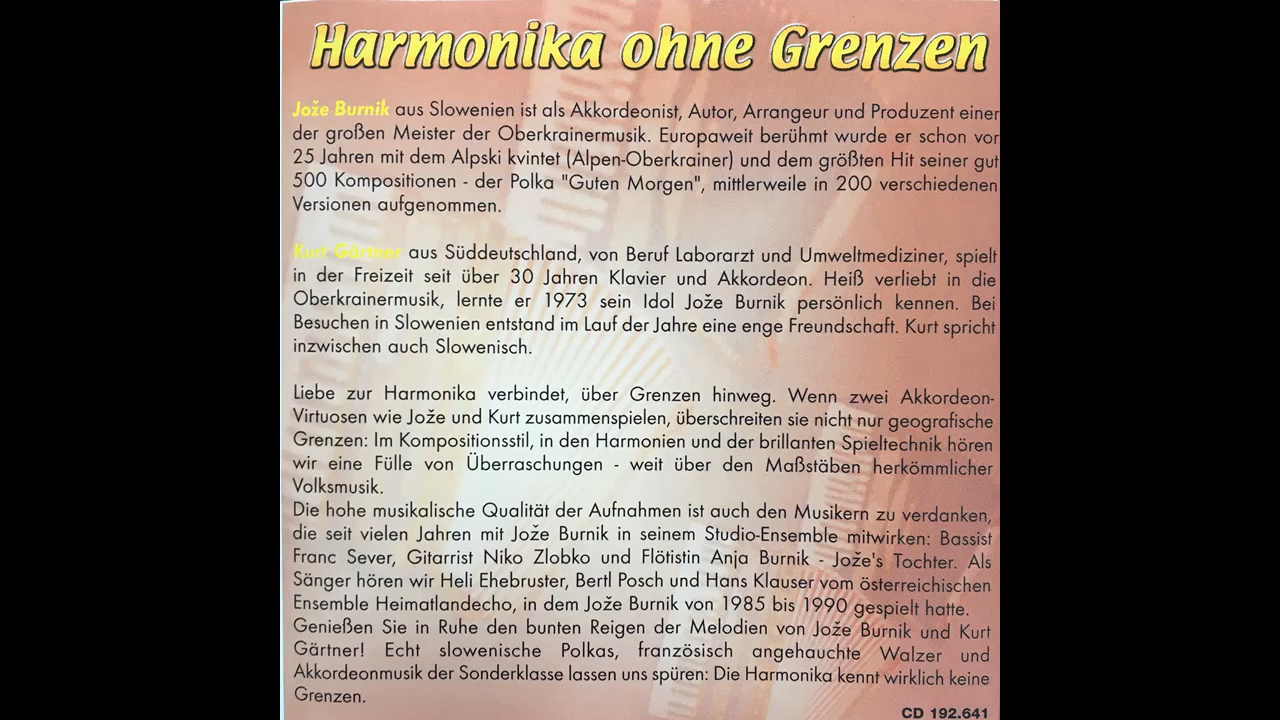 Harmonika ohne Grenzen
Jože Burnik aus Slowenien ist als Akkordeonist, Autor, Arrangeur und Produzent einer
der großen Meister der Oberkrainermusik. Europaweit berühmt wurde er schon vor
25 Jahren mit dem Alpski kvintet (Alpen-Oberkrainer) und dem größten Hit seiner gut
500 Kompositionen - der Polka "Guten Morgen", mittlerweile in 200 verschiedenen
Versionen aufgenommen.
Kurt Gärtner aus Süddeutschland, von Beruf Laborarzt und Umweltmediziner, spielt
in der Freizeit seit über 30 Jahren Klavier und Akkordeon. Heiß verliebt in die
Oberkrainermusik, lernte er 1973 sein Idol Jože Burnik persönlich kennen. Bei
Besuchen in Slowenien entstand im Lauf der Jahre eine enge Freundschaft. Kurt spricht
inzwischen auch Slowenisch.
Liebe zur Harmonika verbindet, über Grenzen hinweg. Wenn zwei Akkordeon-
Virtuosen wie Jože und Kurt zusammenspielen, überschreiten sie nicht nur geografische
Grenzen: Im Kompositionsstil, in den Harmonien und der brillanten Spieltechnik hören
wir eine Fülle von Überraschungen - weit über den Maßstäben herkömmlicher
Volksmusik.
Die hohe musikalische Qualität der Aufnahmen ist auch den Musikern zu verdanken,
die seit vielen Jahren mit Jože Burnik in seinem Studio-Ensemble mitwirken: Bassist
Franc Sever, Gitarrist Niko Zlobko und Flötistin Anja Burnik - Jože's Tochter. Als
Sänger hören wir Heli Ehebruster, Bertl Posch und Hans Klauser vom österreichischen
Ensemble Heimatlandecho, in dem Jože Burnik von 1985 bis 1990 gespielt hatte.
Genießen Sie in Ruhe den bunten Reigen der Melodien von Jože Burnik und Kurt
Gärtner! Echt slowenische Polkas, französisch angehauchte Walzer und
Akkordeonmusik der Sonderklasse lassen uns spüren: Die Harmonika kennt wirklich keine
Grenzen.
CD 192.641